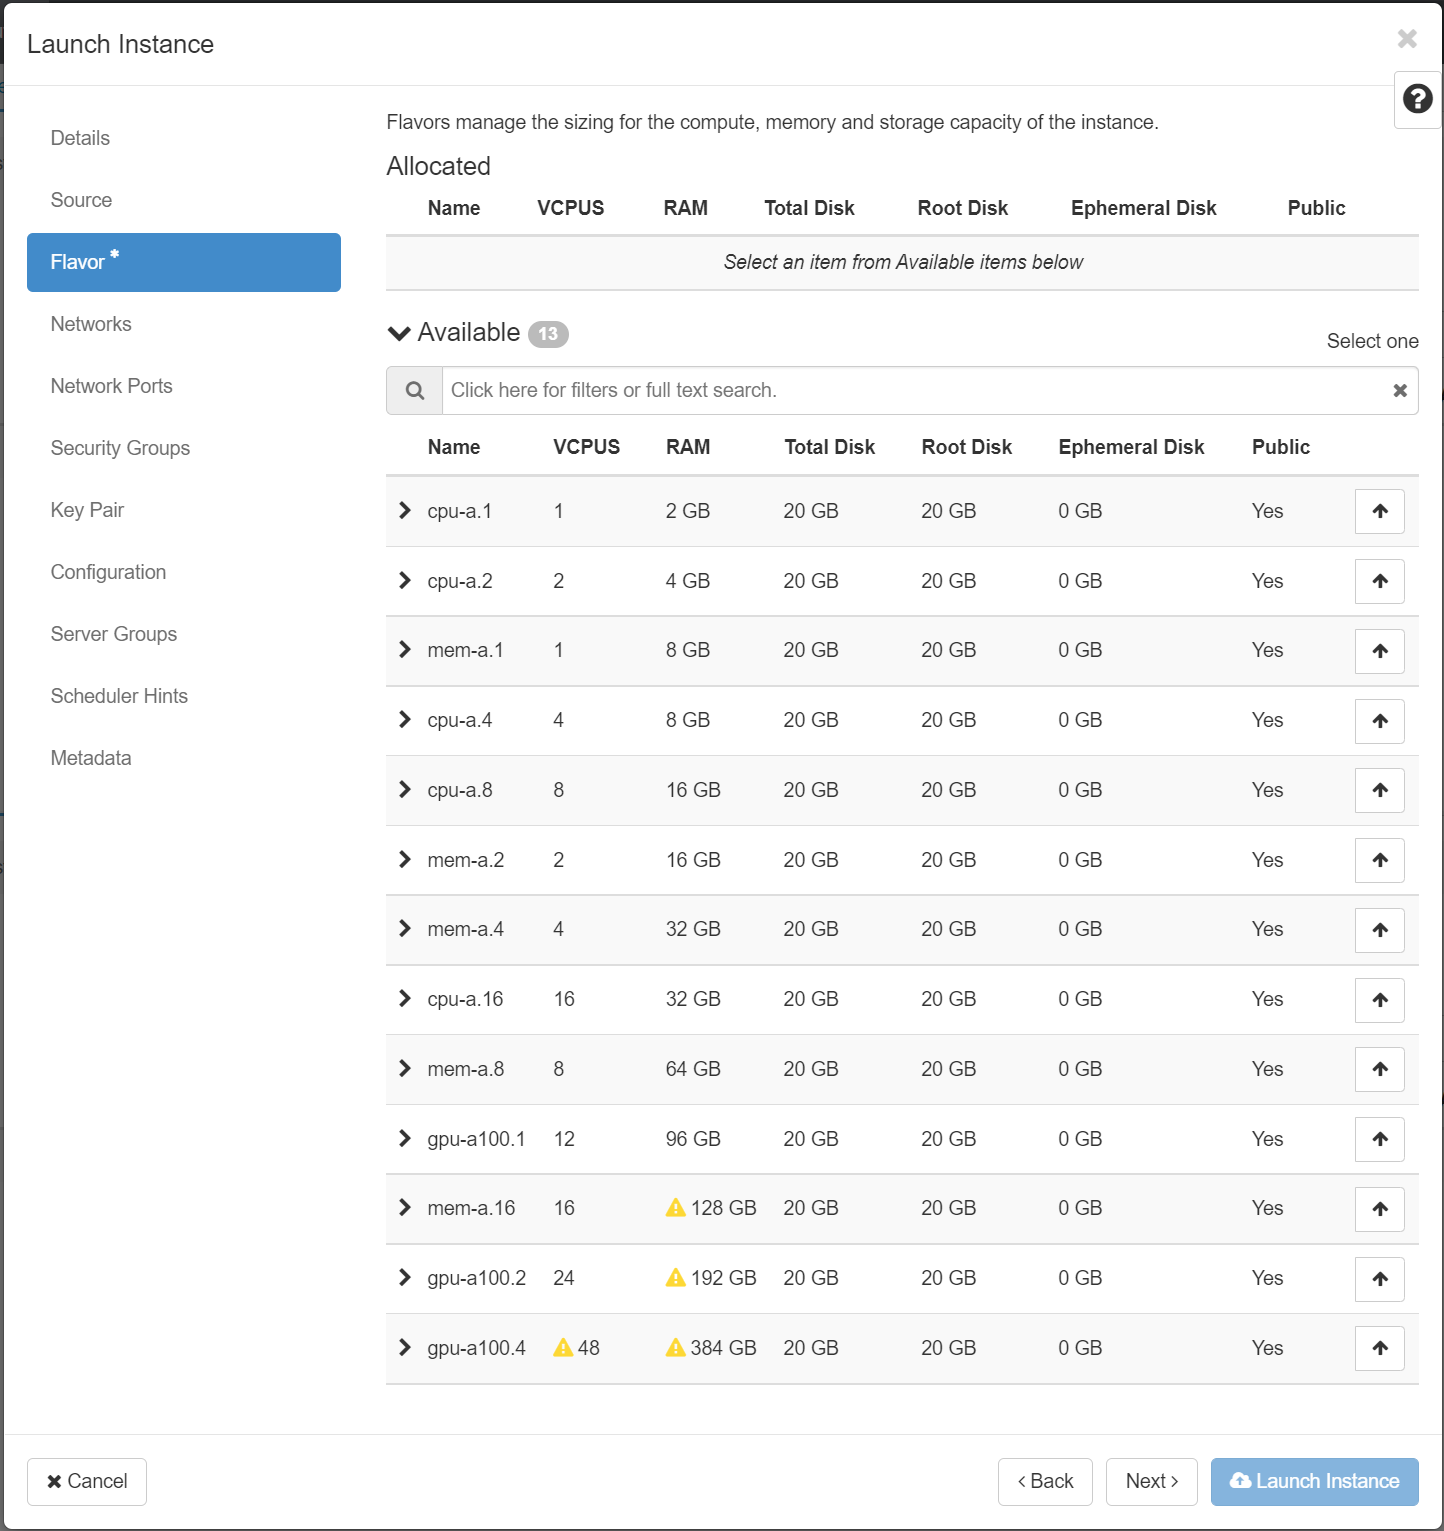 Launch Instance
Details
Source
Flavor *
Networks
Network Ports
Security Groups
Key Pair
Configuration
Server Groups
Scheduler Hints
Metadata
Flavors manage the sizing for the compute, memory and storage capacity of the instance.
Allocated
Name VCPUS RAM Total Disk Root Disk Ephemeral Disk Public
Select an item from Available items below
Available 13
Select one
Click here for filters or full text search.
Name VCPUS RAM Total Disk Root Disk Ephemeral Disk Public
cpu-a.1 1 2 GB 20 GB 20 GB 0 GB Yes
cpu-a.2 2 4 GB 20 GB 20 GB 0 GB Yes
mem-a.1 1 8 GB 20 GB 20 GB 0 GB Yes
cpu-a.4 4 8 GB 20 GB 20 GB 0 GB Yes
cpu-a.8 8 16 GB 20 GB 20 GB 0 GB Yes
mem-a.2 2 16 GB 20 GB 20 GB 0 GB Yes
mem-a.4 4 32 GB 20 GB 20 GB 0 GB Yes
cpu-a.16 16 32 GB 20 GB 20 GB 0 GB Yes
mem-a.8 8 64 GB 20 GB 20 GB 0 GB Yes
gpu-a100.1 12 96 GB 20 GB 20 GB 0 GB Yes
mem-a.16 16 128 GB 20 GB 20 GB 0 GB Yes
gpu-a100.2 24 192 GB 20 GB 20 GB 0 GB Yes
gpu-a100.4 48 384 GB 20 GB 20 GB 0 GB Yes
Cancel
< Back
Next >
Launch Instance